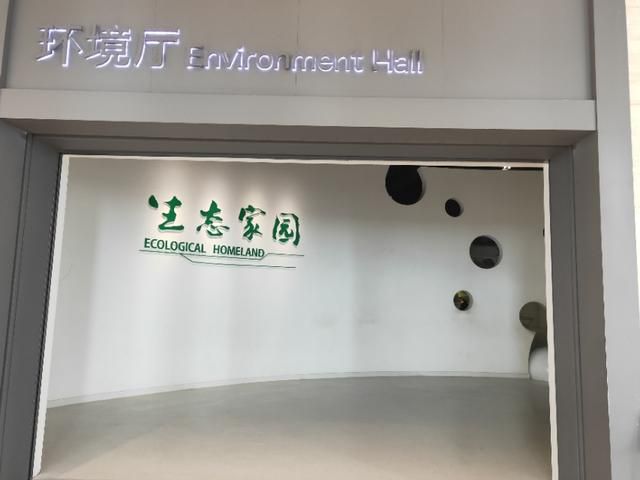 环境厅 Environment Hall
生态家园
ECOLOGICAL HOMELAND